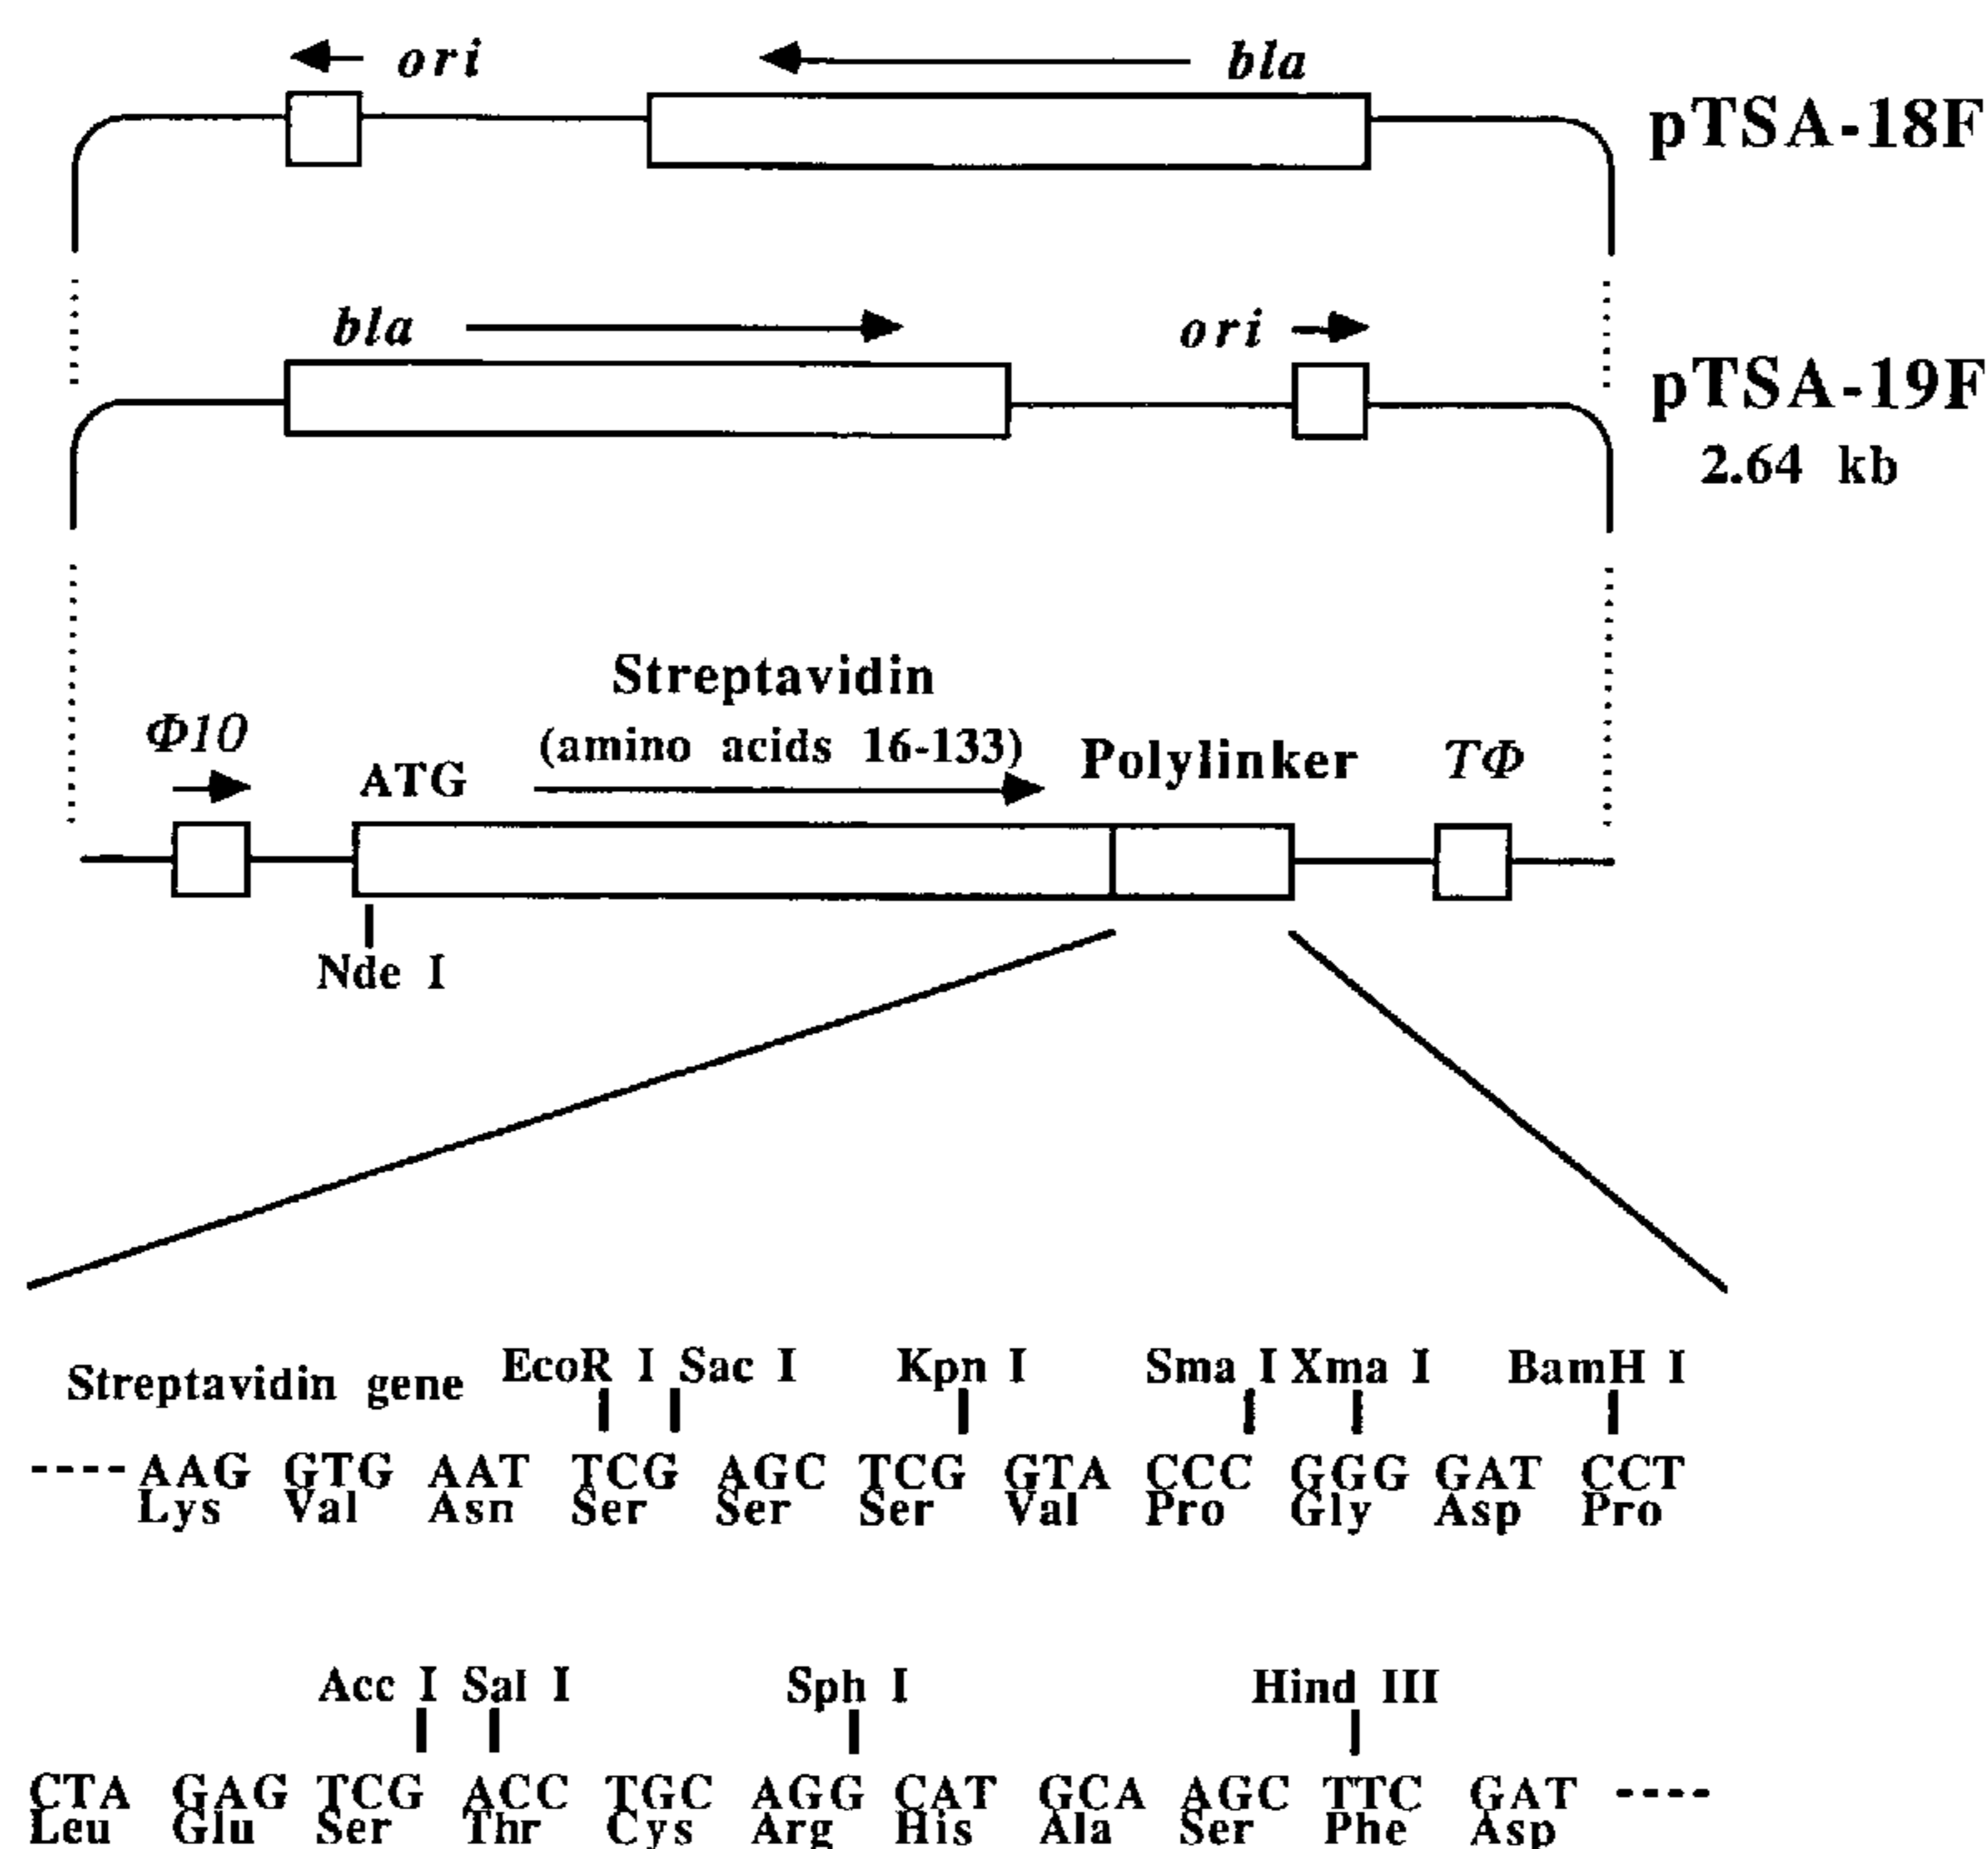 ori bla
pTSA-18F
bla ori
pTSA-19F
2.64 kb
Streptavidin
(amino acids 16-133)
Φ10 ATG Polylinker TΦ
Nde I
Streptavidin gene EcoR I Sac I Kpn I Sma I Xma I BamH I
----AAG GTG AAT TCG AGC TCG GTA CCC GGG GAT CCT
Lys Val Asn Ser Ser Ser Val Pro Gly Asp Pro
Acc I Sal I Sph I Hind III
CTA GAG TCG ACC TGC AGG CAT GCA AGC TTC GAT ----
Leu Glu Ser Thr Cys Arg His Ala Ser Phe Asp